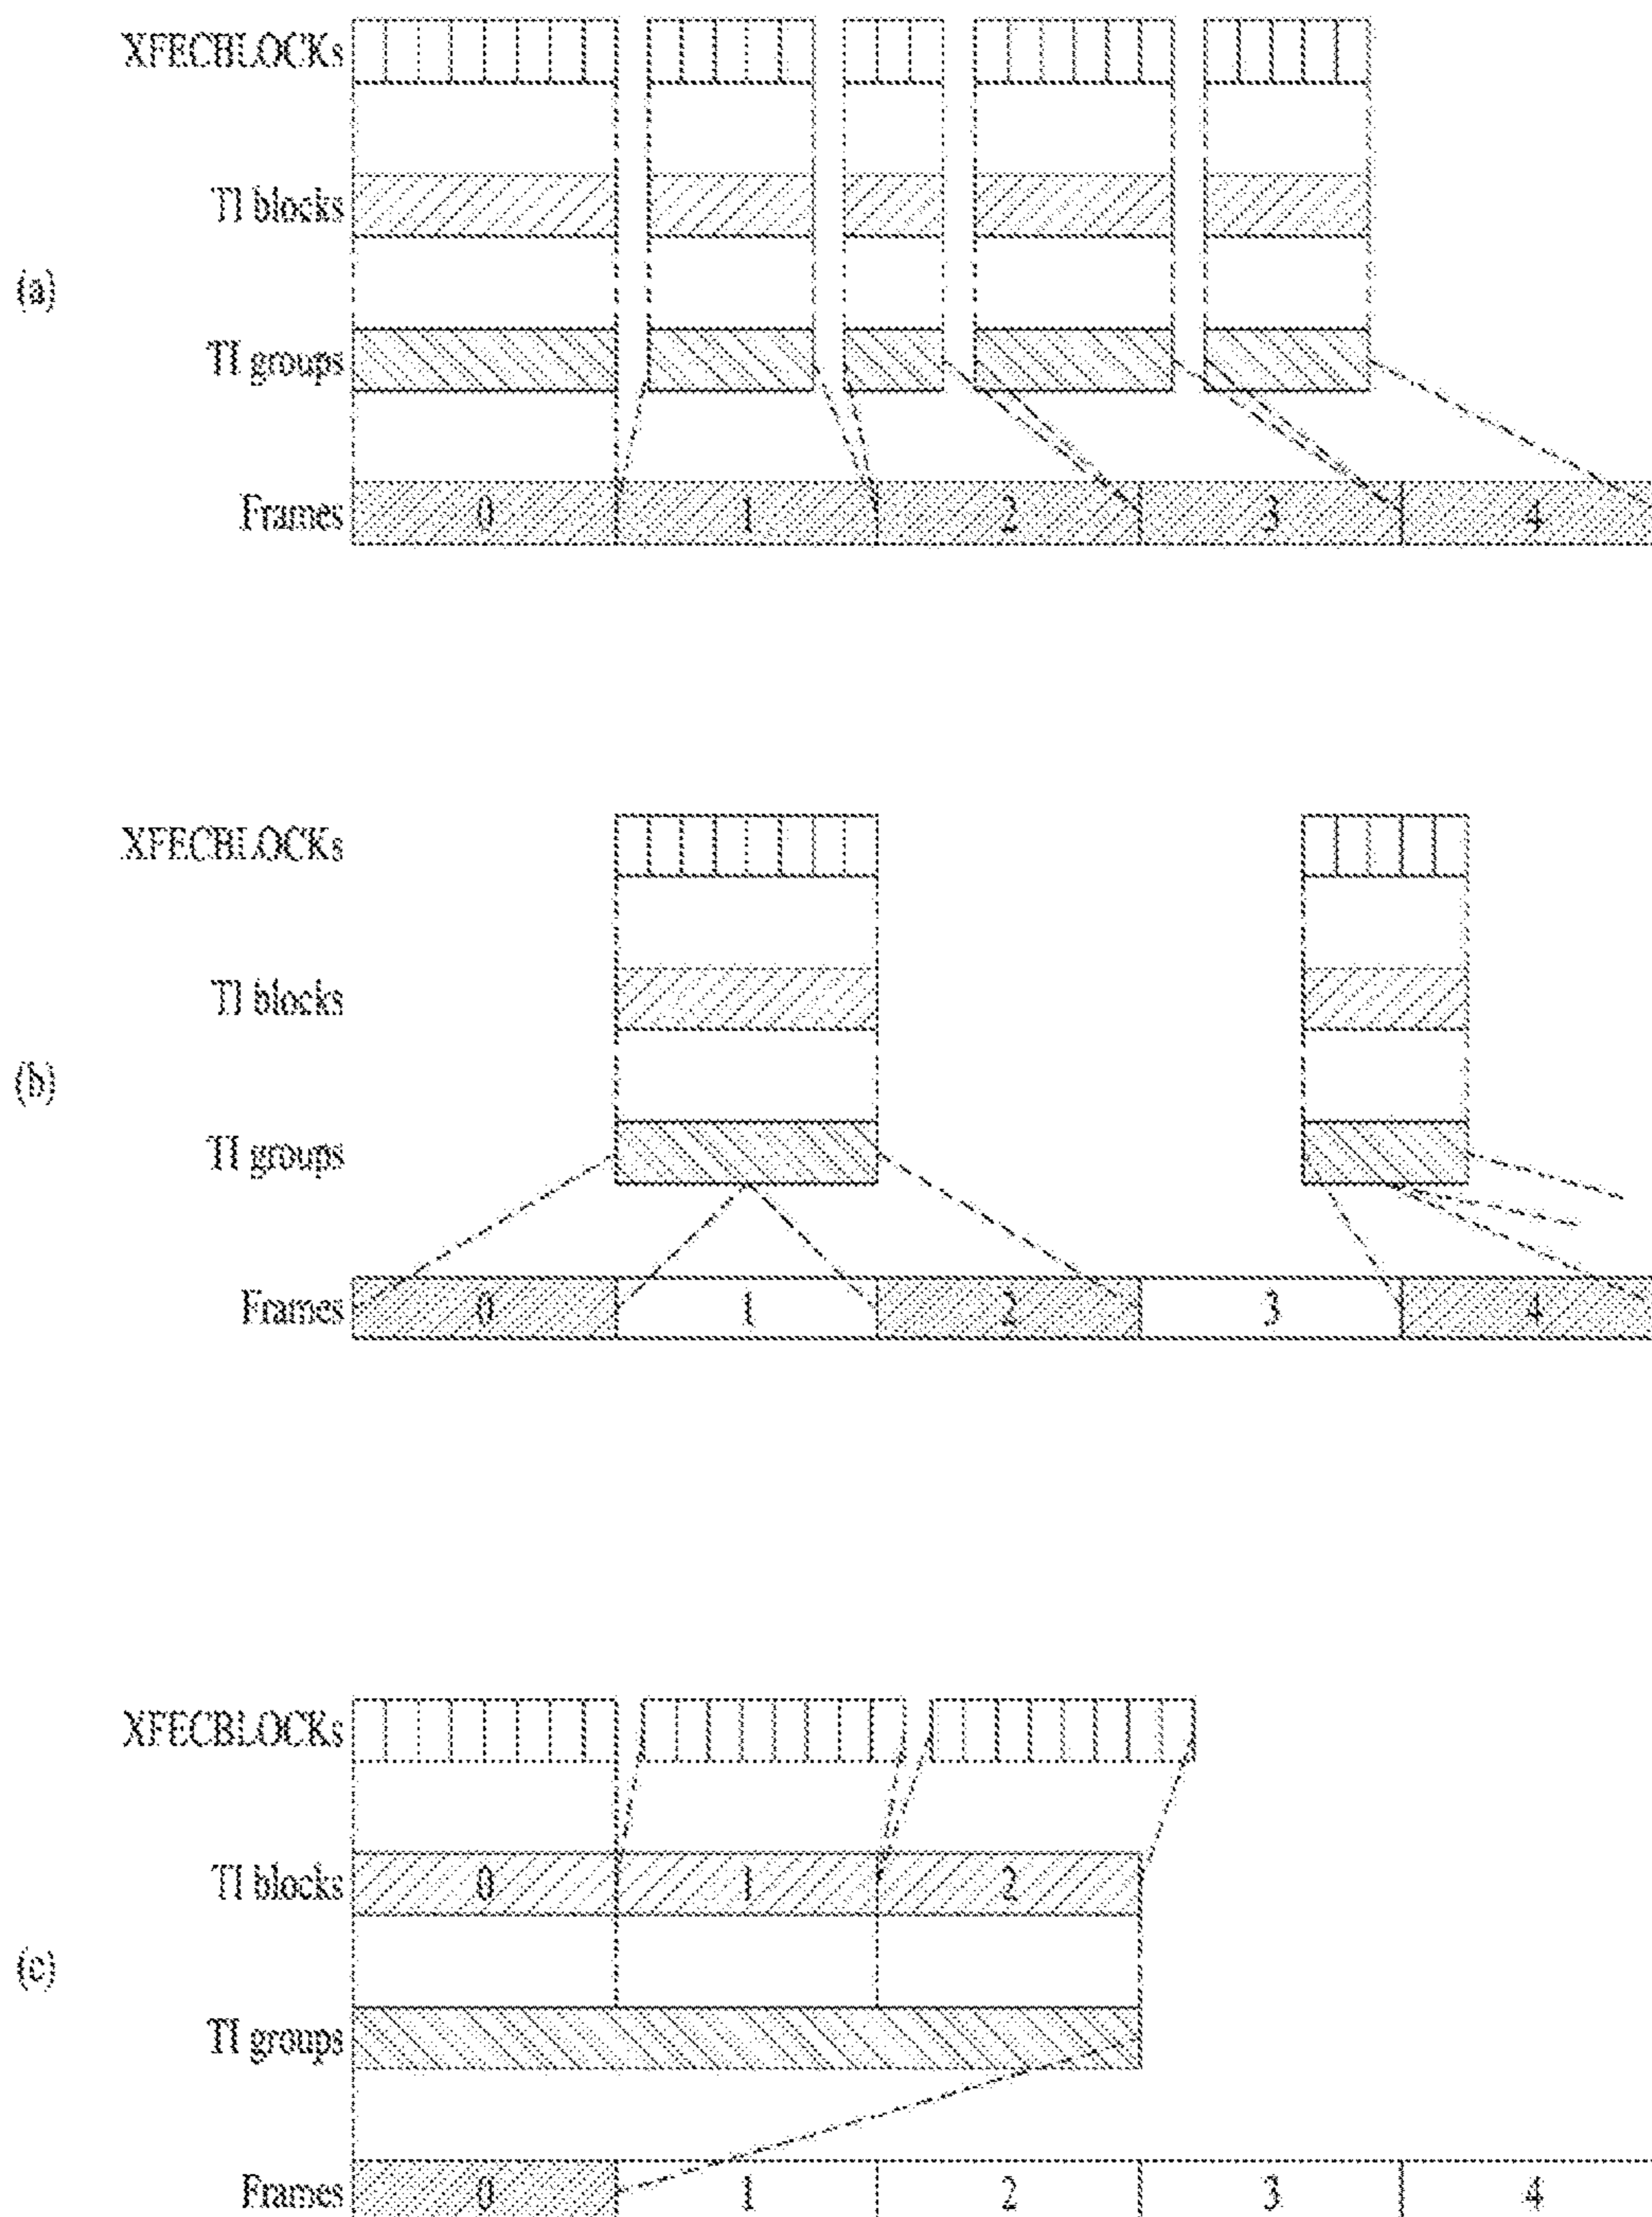 XFECBLOCKs
TI blocks
(a)
TI groups
Frames 0 1 2 3 4
XFECBLOCKs
TI blocks
(b)
TI groups
Frames 0 1 2 3 4
XFECBLOCKs
TI blocks 0 1 2
(c)
TI groups
Frames 0 1 2 3 4